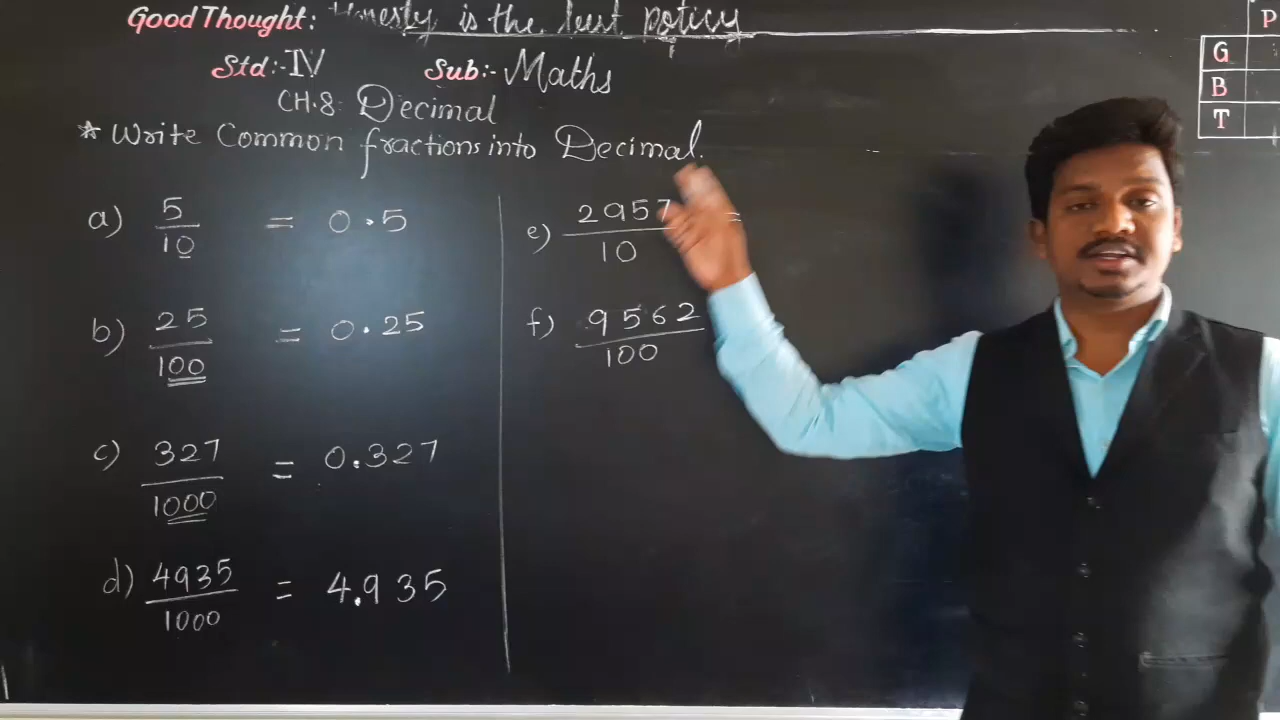 Good Thought: Honesty is the best policy
Std:- IV Sub:- Maths
CH.8: Decimal
* Write Common fractions into Decimal.
a) 5/10 = 0.5
b) 25/100 = 0.25
c) 327/1000 = 0.327
d) 4935/1000 = 4.935
e) 2957/10 =
f) 9562/100
P
G
B
T